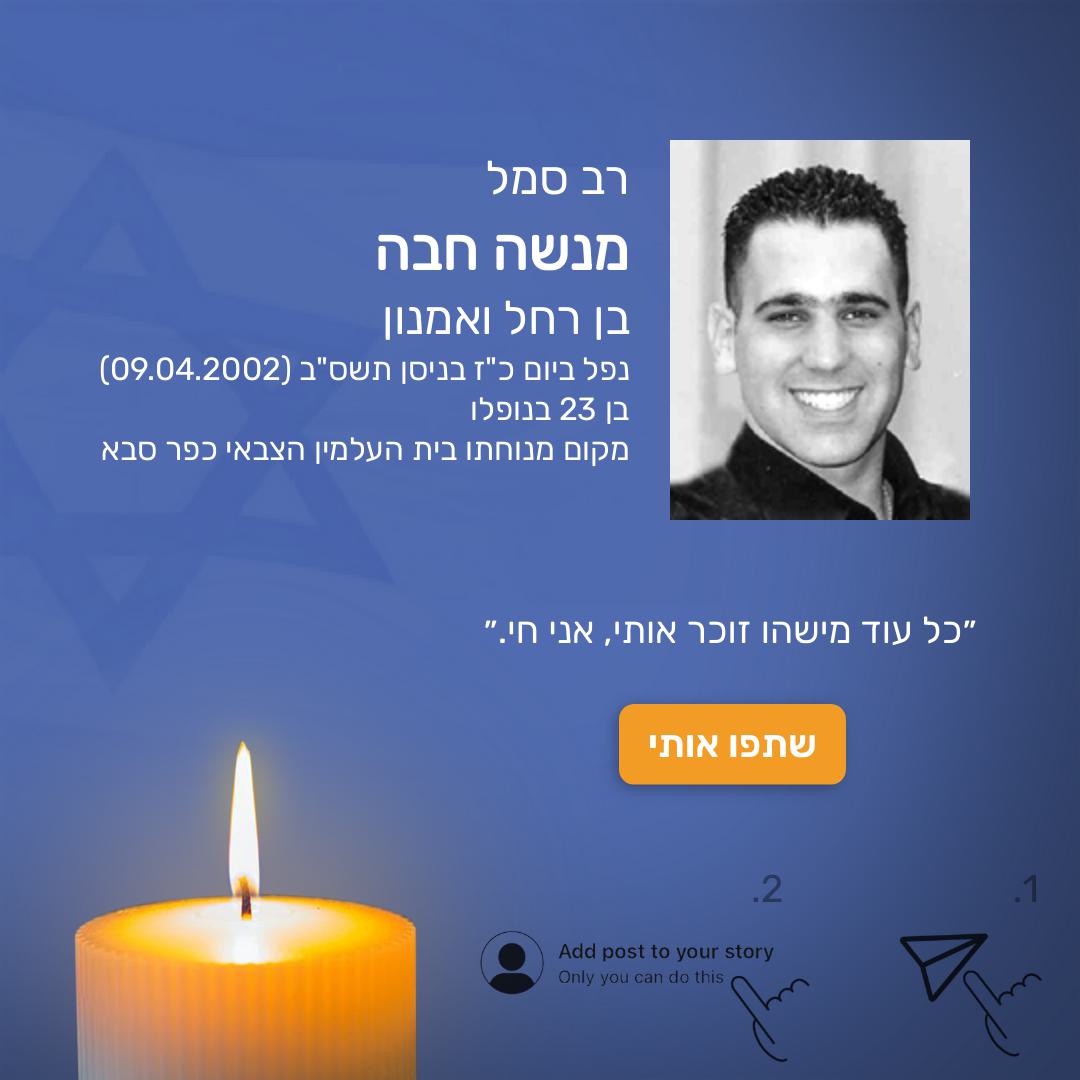 רב סמל
מנשה חבה
בן רחל ואמנון
נפל ביום כ"ז בניסן תשס"ב (09.04.2002)
בן 23 בנופלו
מקום מנוחתו בית העלמין הצבאי כפר סבא
״כל עוד מישהו זוכר אותי, אני חי.״
שתפו אותי
1.
2.
Add post to your story
Only you can do this